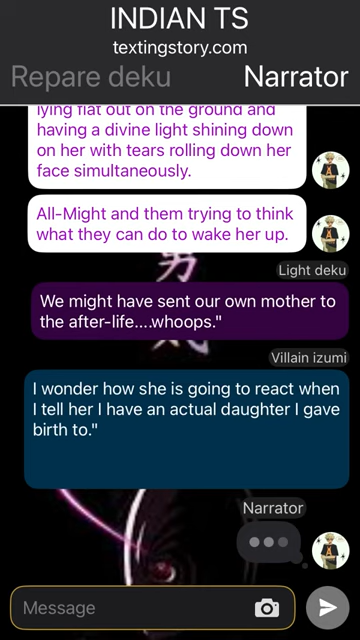 INDIAN TS
textingstory.com
Repare deku
Narrator
lying flat out on the ground and
having a divine light shining down
on her with tears rolling down her
face simultaneously.
All-Might and them trying to think
what they can do to wake her up.
Light deku
We might have sent our own mother to
the after-life....whoops."
Villain izumi
I wonder how she is going to react when
I tell her I have an actual daughter I gave
birth to."
Narrator
Message